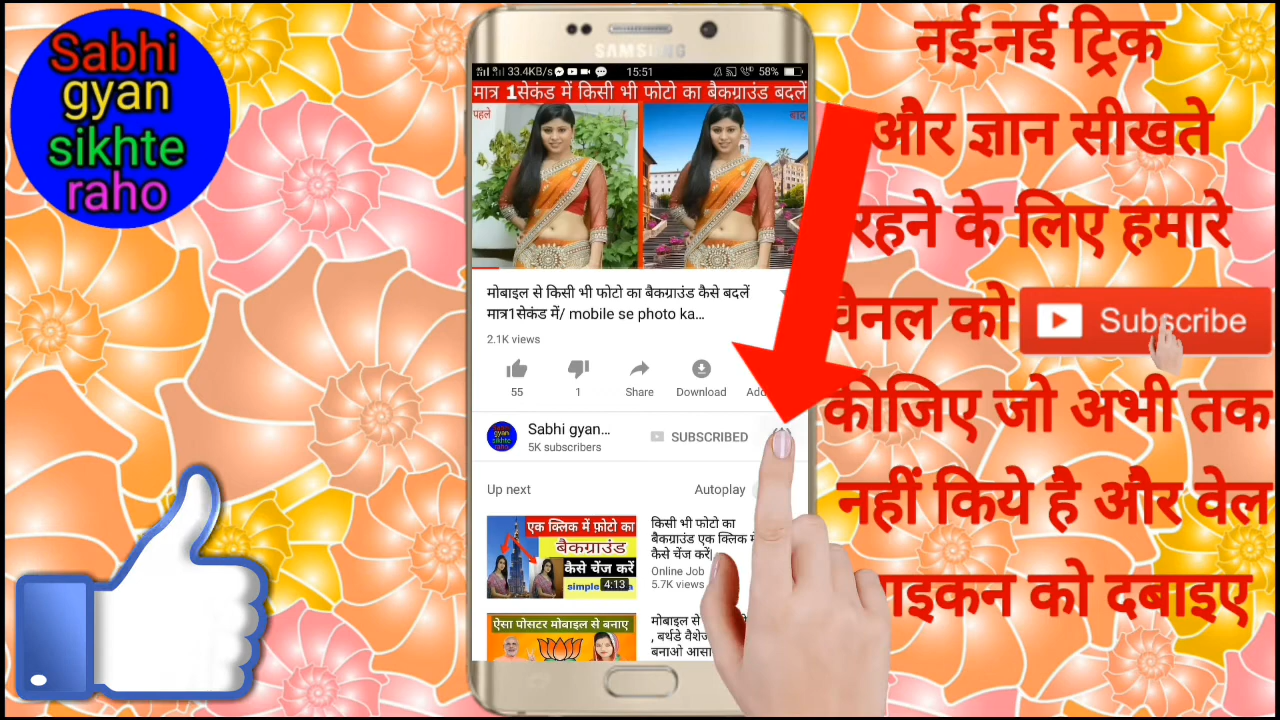 Sabhi
gyan
sikhte
raho
SAMSUNG
33.4KB/s
15:51
58%
मात्र 1सेकंड में किसी भी फोटो का बैकग्राउंड बदलें
पहले
बाद
मोबाइल से किसी भी फोटो का बैकग्राउंड कैसे बदलें
मात्र1सेकंड में/ mobile se photo ka...
2.1K views
55
1
Share
Download
Add
Sabhi gyan...
5K subscribers
SUBSCRIBED
Up next
Autoplay
एक क्लिक में फ़ोटो का
बैकग्राउंड
कैसे चेंज करें
simple
4:13
किसी भी फोटो का
बैकग्राउंड एक क्लिक में
कैसे चेंज करें|
Online Job
5.7K views
ऐसा पोस्टर मोबाइल से बनाए
मोबाइल से
, बर्थडे
बनाओ
नई-नई ट्रिक
और ज्ञान सीखते
रहने के लिए हमारे
को Subscribe
कीजिए जो अभी तक
नहीं किये है और वेल
को दबाइए